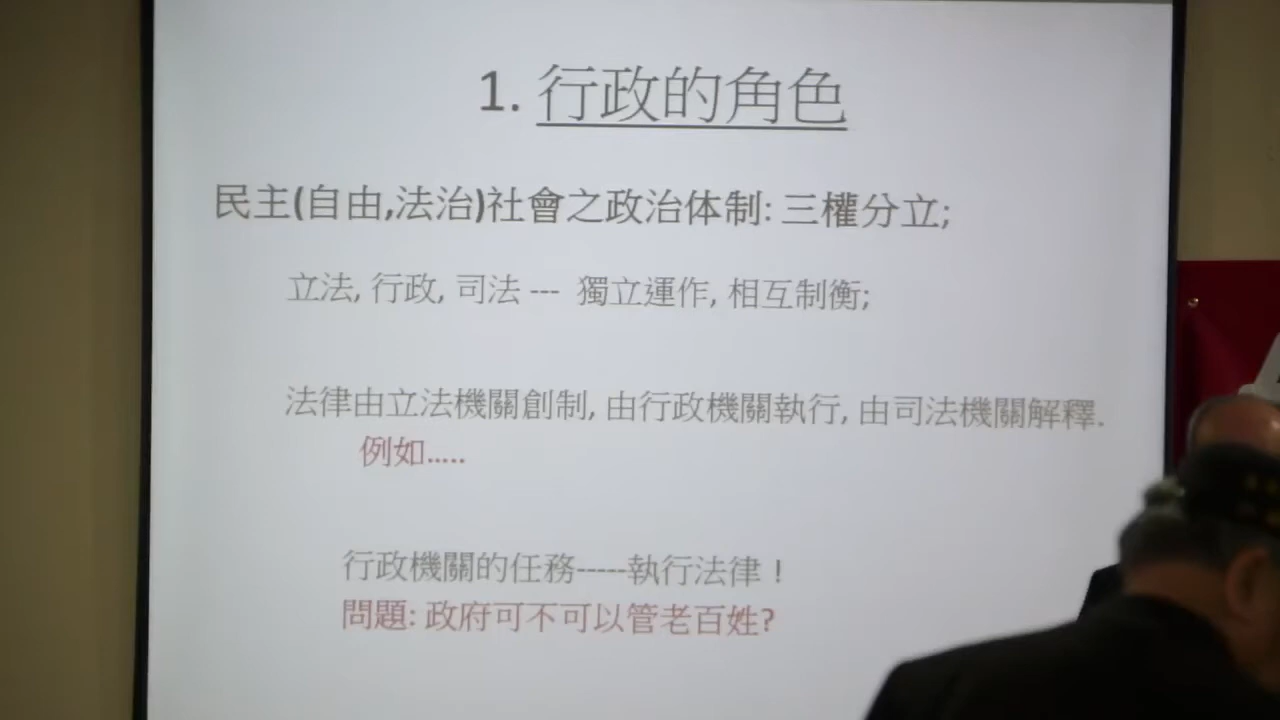 1. 行政的角色
民主(自由,法治)社會之政治体制: 三權分立;
立法, 行政, 司法 --- 獨立運作, 相互制衡;
法律由立法機關創制, 由行政機關執行, 由司法機關解釋.
例如.....
行政機關的任務-----執行法律！
問題: 政府可不可以管老百姓?